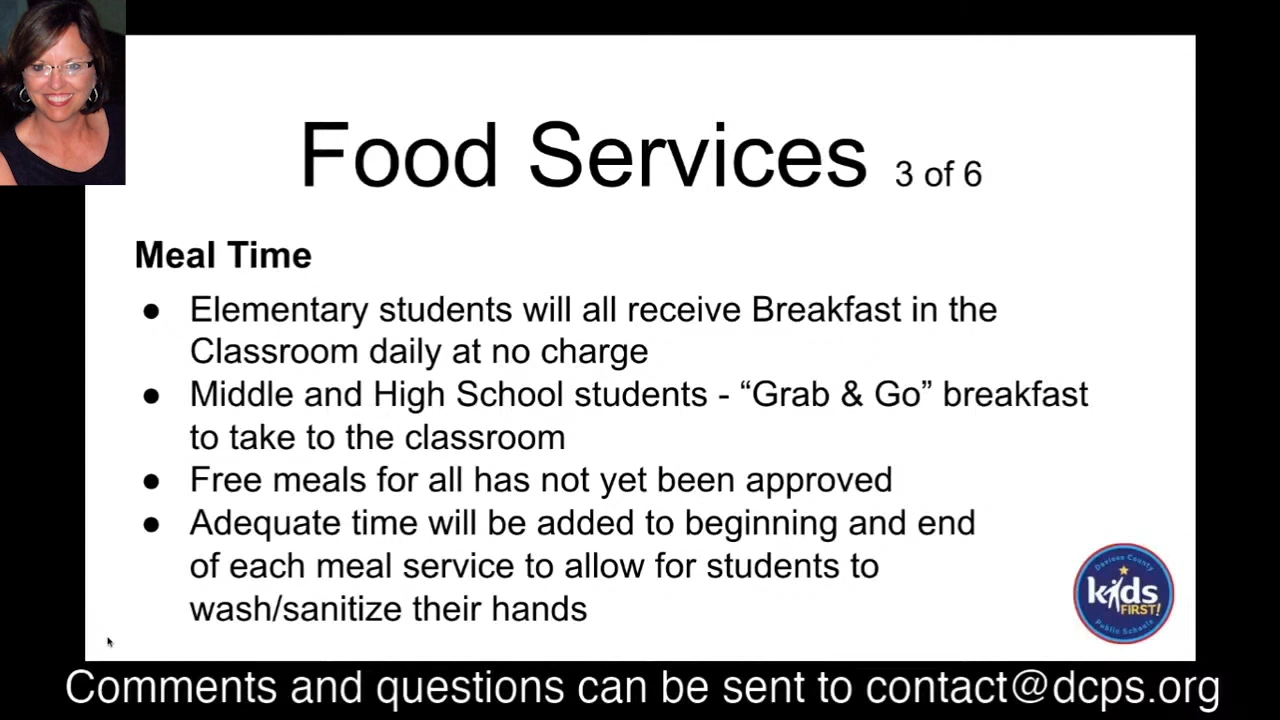 Food Services 3 of 6
Meal Time
● Elementary students will all receive Breakfast in the
Classroom daily at no charge
● Middle and High School students - “Grab & Go” breakfast
to take to the classroom
● Free meals for all has not yet been approved
● Adequate time will be added to beginning and end
of each meal service to allow for students to
wash/sanitize their hands
Daviess County
kids
FIRST!
Public Schools
Comments and questions can be sent to contact@dcps.org